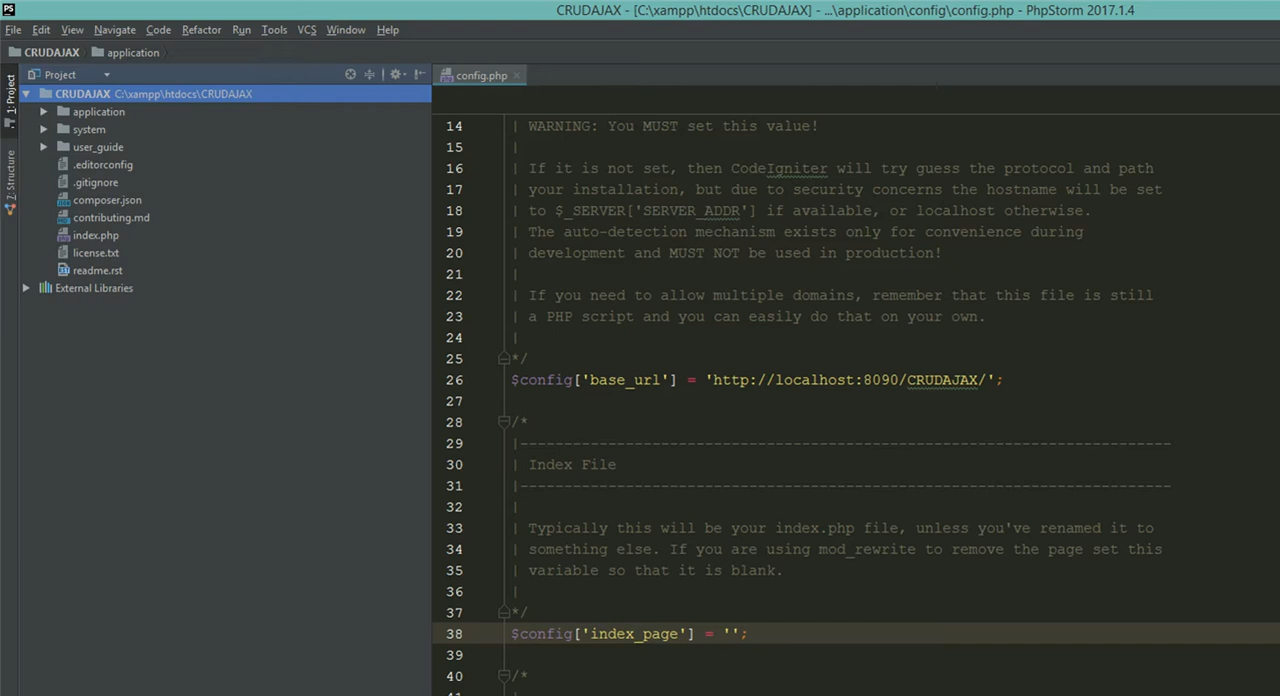 PS
CRUDAJAX - [C:\xampp\htdocs\CRUDAJAX] - ...\application\config\config.php - PhpStorm 2017.1.4
File Edit View Navigate Code Refactor Run Tools VCS Window Help
CRUDAJAX application
1: Project
7: Structure
Project
config.php
CRUDAJAX C:\xampp\htdocs\CRUDAJAX
application
system
user_guide
.editorconfig
.gitignore
composer.json
contributing.md
index.php
license.txt
readme.rst
External Libraries
14 | WARNING: You MUST set this value!
15 |
16 | If it is not set, then CodeIgniter will try guess the protocol and path
17 | your installation, but due to security concerns the hostname will be set
18 | to $_SERVER['SERVER_ADDR'] if available, or localhost otherwise.
19 | The auto-detection mechanism exists only for convenience during
20 | development and MUST NOT be used in production!
21 |
22 | If you need to allow multiple domains, remember that this file is still
23 | a PHP script and you can easily do that on your own.
24 |
25 */
26 $config['base_url'] = 'http://localhost:8090/CRUDAJAX/';
27
28 /*
29 |--------------------------------------------------------------------------
30 | Index File
31 |--------------------------------------------------------------------------
32 |
33 | Typically this will be your index.php file, unless you've renamed it to
34 | something else. If you are using mod_rewrite to remove the page set this
35 | variable so that it is blank.
36 |
37 */
38 $config['index_page'] = '';
39
40 /*